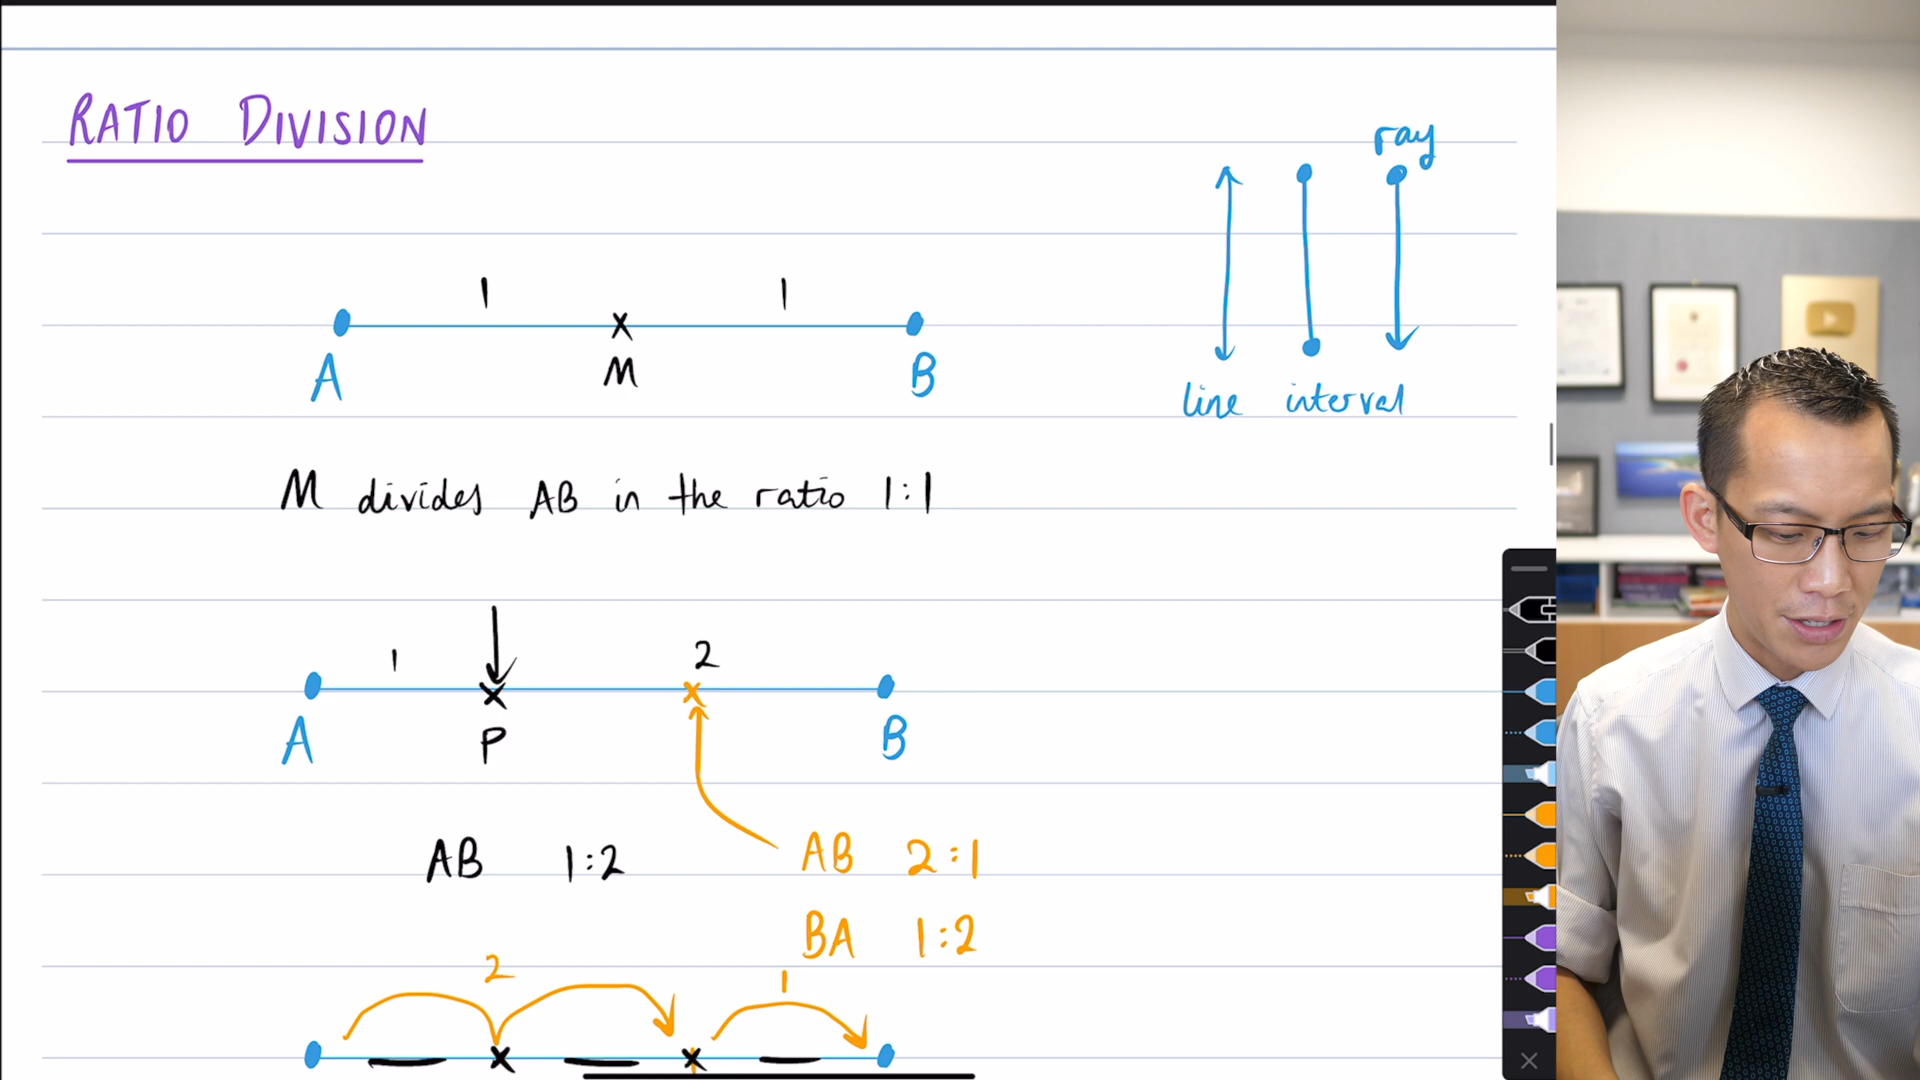 RATIO DIVISION
ray
1 1
A M B
line interval
M divides AB in the ratio 1:1
1 2
A P B
AB 1:2
AB 2:1
BA 1:2
2 1